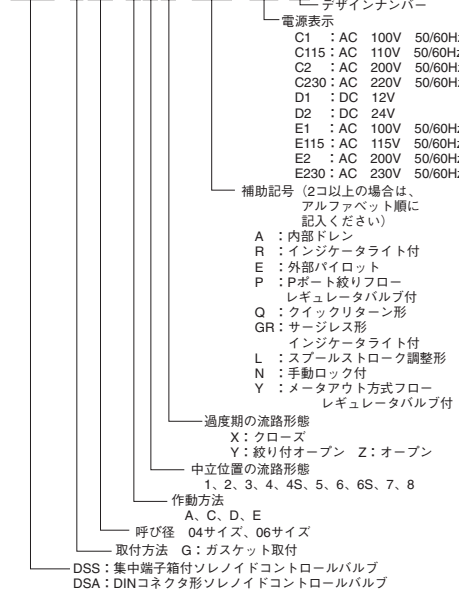 デザインナンバー
電源表示
C1 ：AC 100V 50/60Hz
C115：AC 110V 50/60Hz
C2 ：AC 200V 50/60Hz
C230：AC 220V 50/60Hz
D1 ：DC 12V
D2 ：DC 24V
E1 ：AC 100V 50/60Hz
E115：AC 115V 50/60Hz
E2 ：AC 200V 50/60Hz
E230：AC 230V 50/60Hz
補助記号（2コ以上の場合は、
アルファベット順に
記入ください）
A ：内部ドレン
R ：インジケータライト付
E ：外部パイロット
P ：Pポート絞りフロー
レギュレータバルブ付
Q ：クイックリターン形
GR：サージレス形
インジケータライト付
L ：スプールストローク調整形
N ：手動ロック付
Y ：メータアウト方式フロー
レギュレータバルブ付
過度期の流路形態
X：クローズ
Y：絞り付オープン Z：オープン
中立位置の流路形態
1、2、3、4、4S、5、6、6S、7、8
作動方法
A、C、D、E
呼び径 04サイズ、06サイズ
取付方法 G：ガスケット取付
DSS：集中端子箱付ソレノイドコントロールバルブ
DSA：DINコネクタ形ソレノイドコントロールバルブ